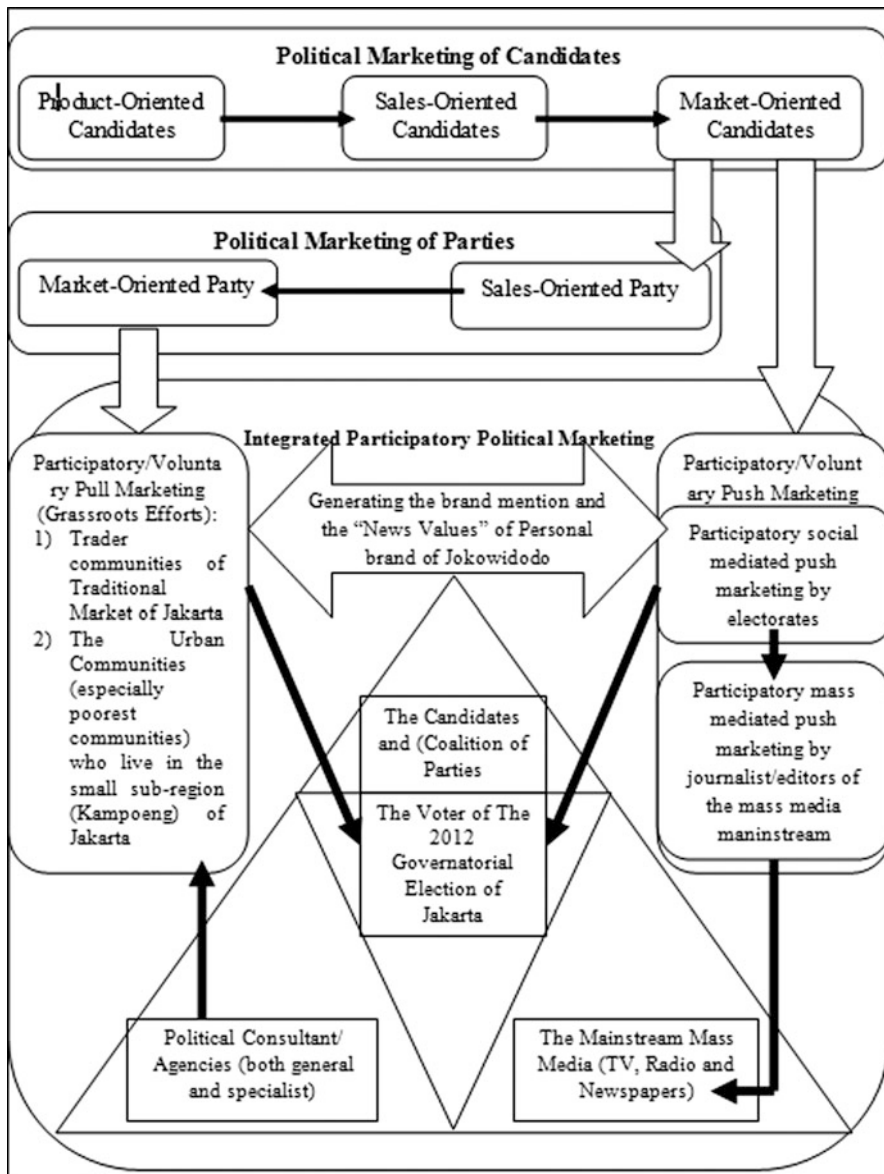 Political Marketing of Candidates
Product-Oriented
Candidates
Sales-Oriented
Candidates
Market-Oriented
Candidates
Political Marketing of Parties
Market-Oriented Party
Sales-Oriented Party
Integrated Participatory Political Marketing
Participatory/Volunta
ry Pull Marketing
(Grassroots Efforts):
1) Trader
communities of
Traditional
Market of Jakarta
2) The Urban
Communities
(especially
poorest
communities)
who live in the
small sub-region
(Kampoeng) of
Jakarta
Generating the brand mention and
the “News Values” of Personal
brand of Jokowidodo
Participatory/Volunt
ary Push Marketing
Participatory social
mediated push
marketing by
electorates
Participatory mass
mediated push
marketing by
journalist/editors of
the mass media
maninstream
The Candidates
and (Coalition of
Parties
The Voter of The
2012
Governatorial
Election of
Jakarta
Political Consultant/
Agencies (both general
and specialist)
The Mainstream Mass
Media (TV, Radio and
Newspapers)